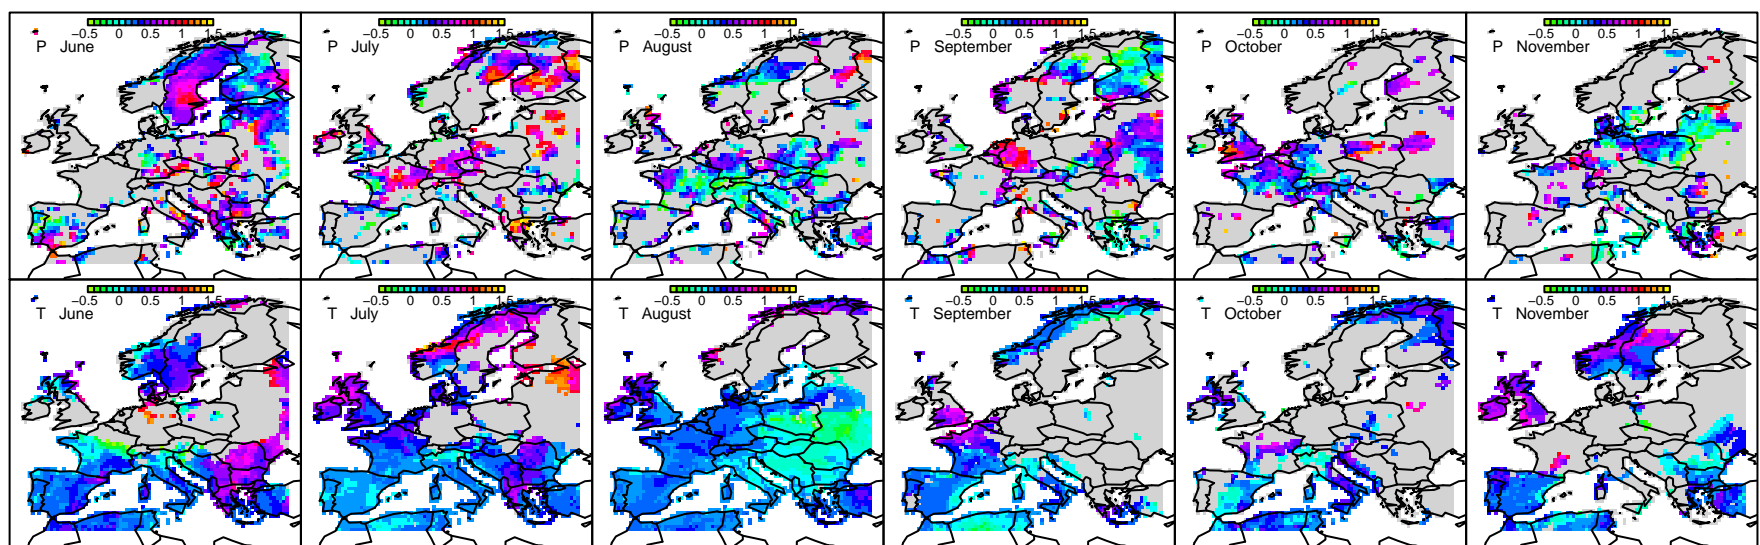 −0.5 0 0.5 1 1.5 −0.5 0 0.5 1 1.5 −0.5 0 0.5 1 1.5 −0.5 0 0.5 1 1.5 −0.5 0 0.5 1 1.5 −0.5 0 0.5 1 1.5
P June P July P August P September P October P November
−0.5 0 0.5 1 1.5 −0.5 0 0.5 1 1.5 −0.5 0 0.5 1 1.5 −0.5 0 0.5 1 1.5 −0.5 0 0.5 1 1.5 −0.5 0 0.5 1 1.5
T June T July T August T September T October T November